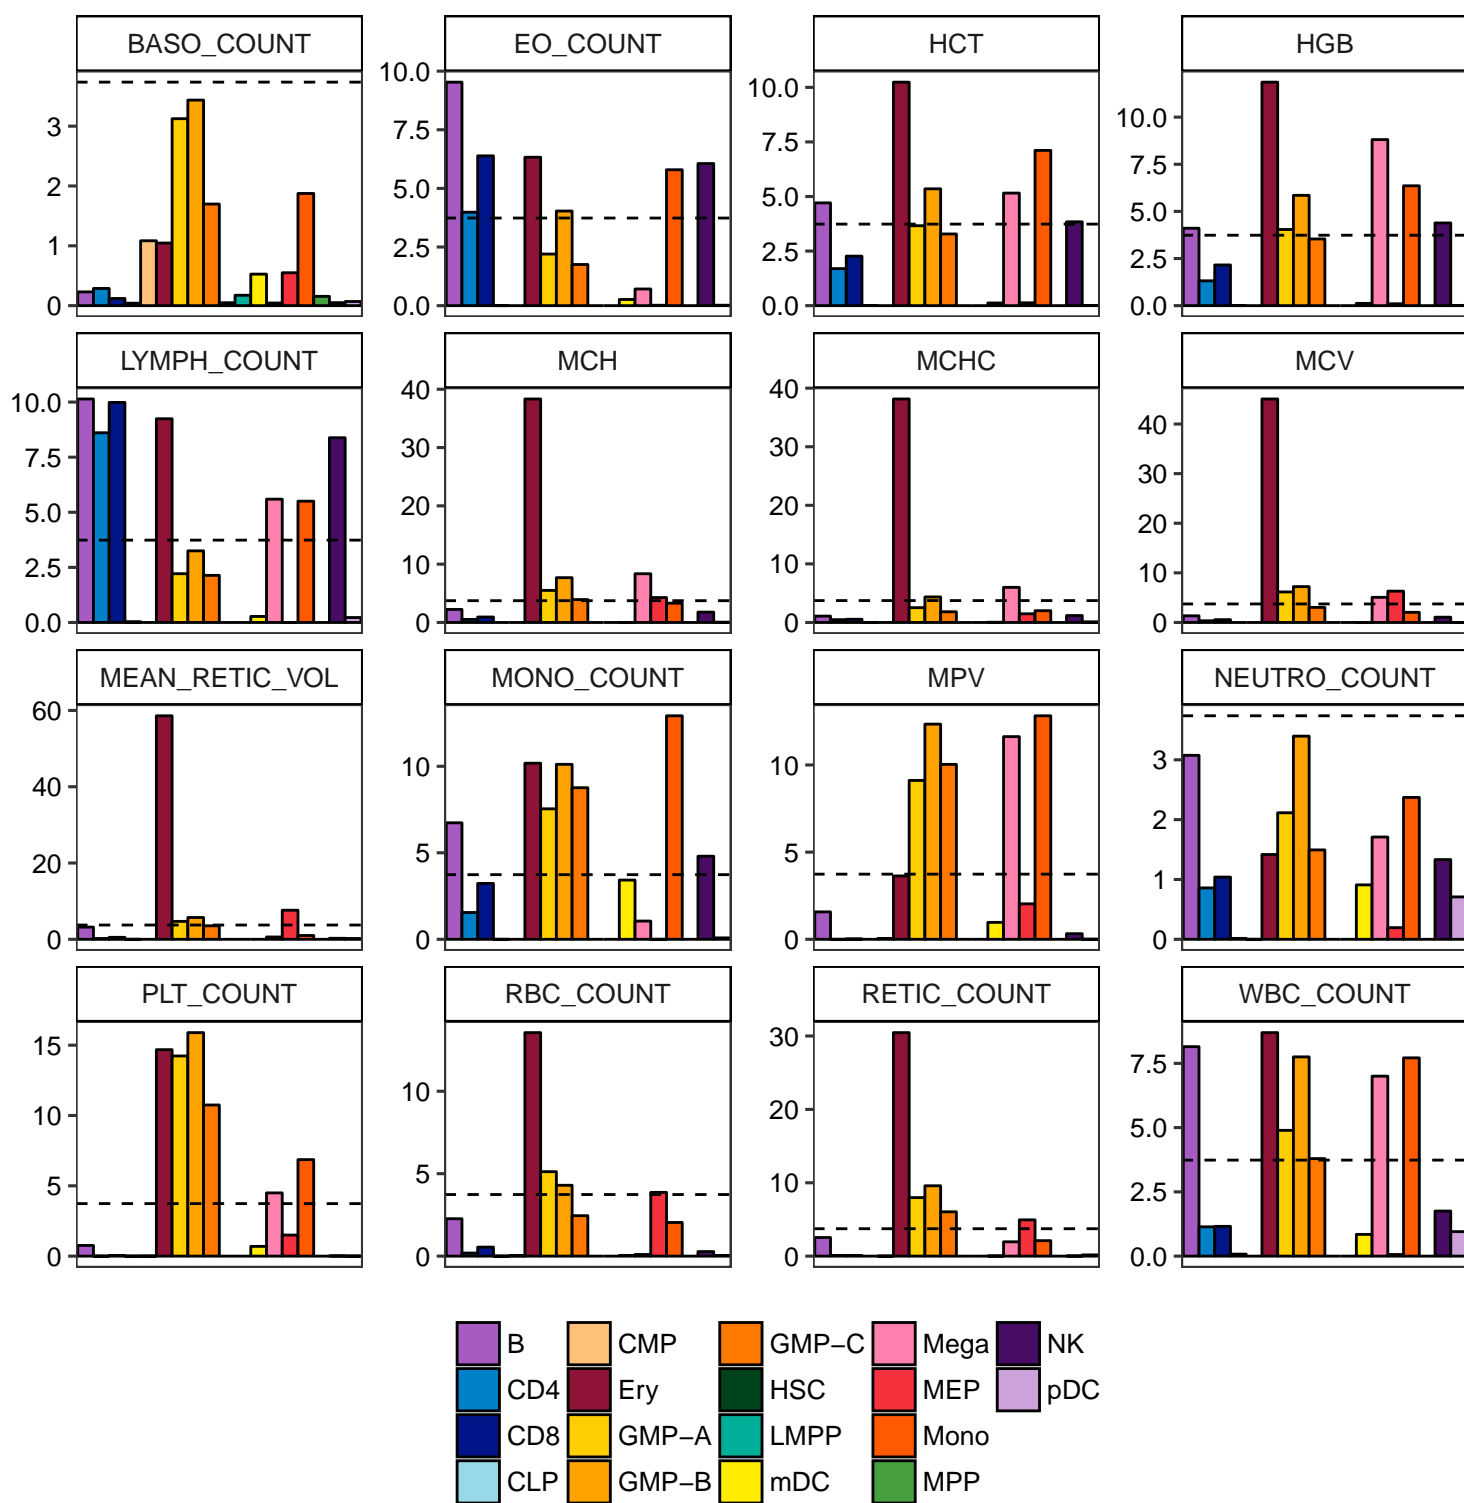 BASO_COUNT EO_COUNT HCT HGB
3 2 1 0
10.0 7.5 5.0 2.5 0.0
10.0 7.5 5.0 2.5 0.0
10.0 7.5 5.0 2.5 0.0
LYMPH_COUNT MCH MCHC MCV
10.0 7.5 5.0 2.5 0.0
40 30 20 10 0
40 30 20 10 0
40 30 20 10 0
MEAN_RETIC_VOL MONO_COUNT MPV NEUTRO_COUNT
60 40 20 0
10 5 0
10 5 0
3 2 1 0
PLT_COUNT RBC_COUNT RETIC_COUNT WBC_COUNT
15 10 5 0
10 5 0
30 20 10 0
7.5 5.0 2.5 0.0
B CMP GMP−C Mega NK
CD4 Ery HSC MEP pDC
CD8 GMP−A LMPP Mono
CLP GMP−B mDC MPP